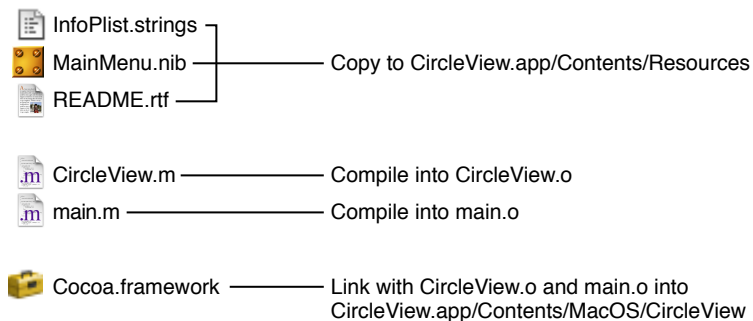 InfoPlist.strings
MainMenu.nib
Copy to CircleView.app/Contents/Resources
README.rtf
.m CircleView.m
Compile into CircleView.o
.m main.m
Compile into main.o
Cocoa.framework
Link with CircleView.o and main.o into
CircleView.app/Contents/MacOS/CircleView